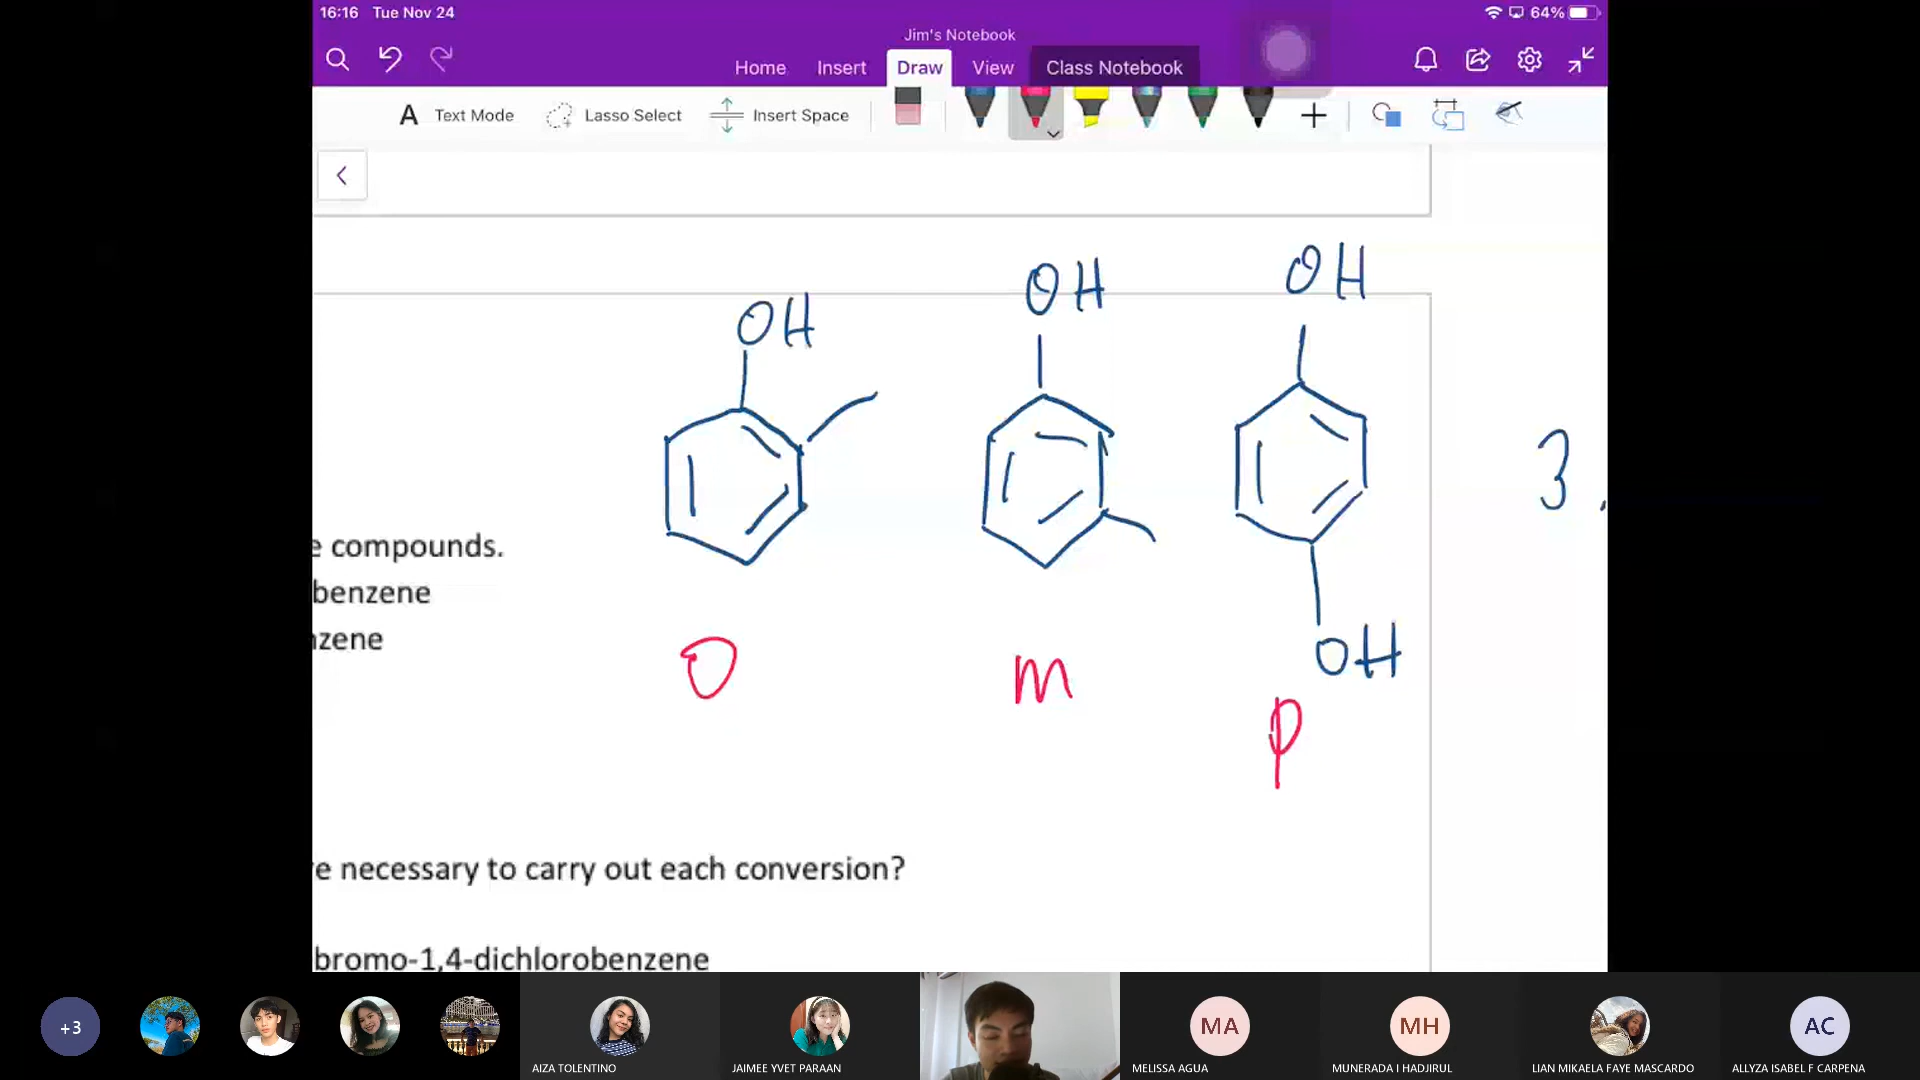 16:16 Tue Nov 24
64%
Jim's Notebook
Home Insert Draw View Class Notebook
A Text Mode Lasso Select Insert Space
OH OH OH
3.
e compounds.
benzene
nzene
OH
O m p
e necessary to carry out each conversion?
bromo-1,4-dichlorobenzene
+3
MA MH AC
AIZA TOLENTINO JAIMEE YVET PARAAN MELISSA AGUA MUNERADA I HADJIRUL LIAN MIKAELA FAYE MASCARDO ALLYZA ISABEL F CARPENA